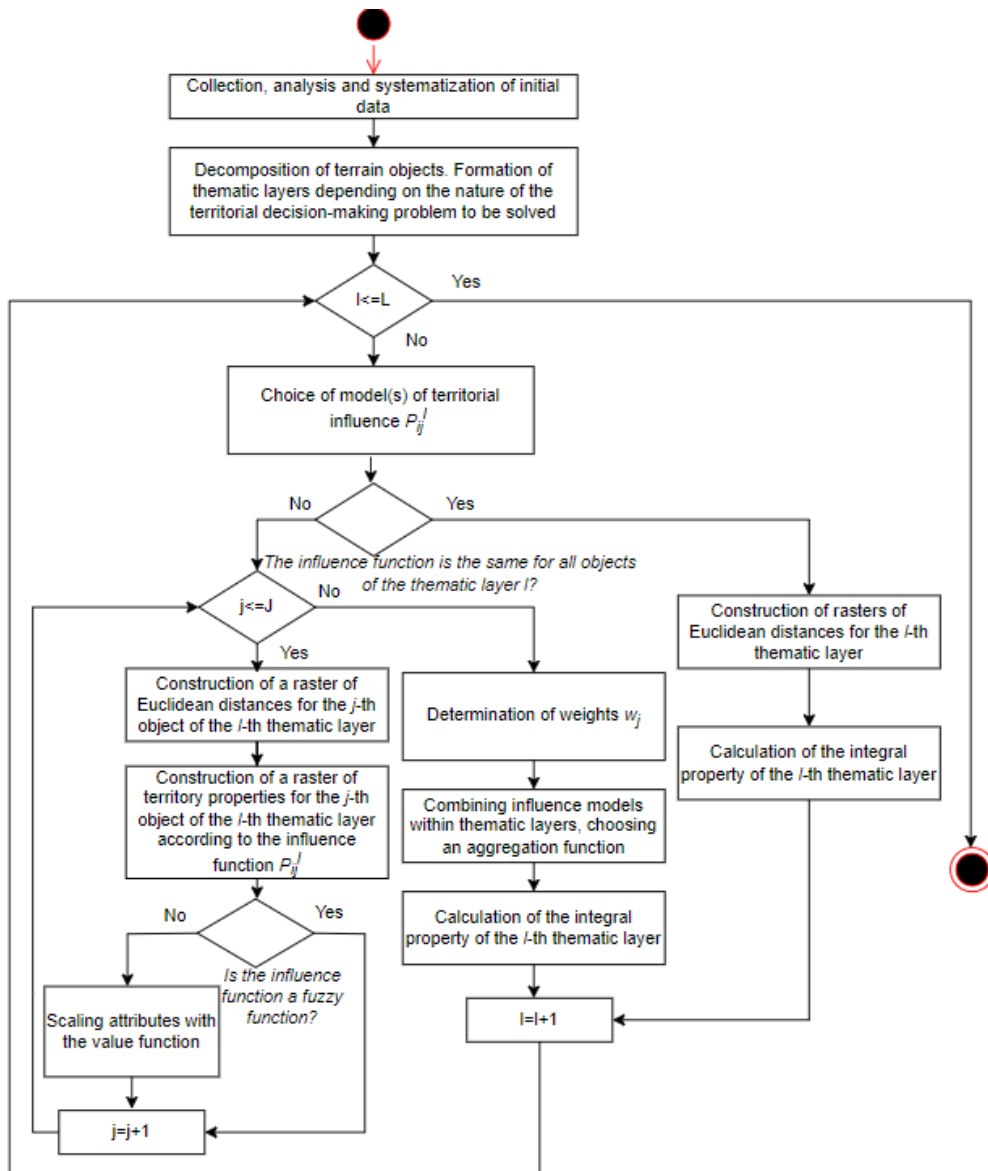 Collection, analysis and systematization of initial
data
Decomposition of terrain objects. Formation of
thematic layers depending on the nature of the
territorial decision-making problem to be solved
l<=L
Yes
No
Choice of model(s) of territorial
influence P_ij^l
No
Yes
The influence function is the same for all objects
of the thematic layer l?
j<=J
No
Yes
Construction of rasters of
Euclidean distances for the l-th
thematic layer
Construction of a raster of
Euclidean distances for the j-th
object of the l-th thematic layer
Determination of weights w_j
Calculation of the integral
property of the l-th thematic layer
Construction of a raster of
territory properties for the j-th
object of the l-th thematic layer
according to the influence
function P_ij^l
Combining influence models
within thematic layers, choosing
an aggregation function
No
Yes
Calculation of the integral
property of the l-th thematic layer
Is the influence
function a fuzzy
function?
Scaling attributes with
the value function
l=l+1
j=j+1